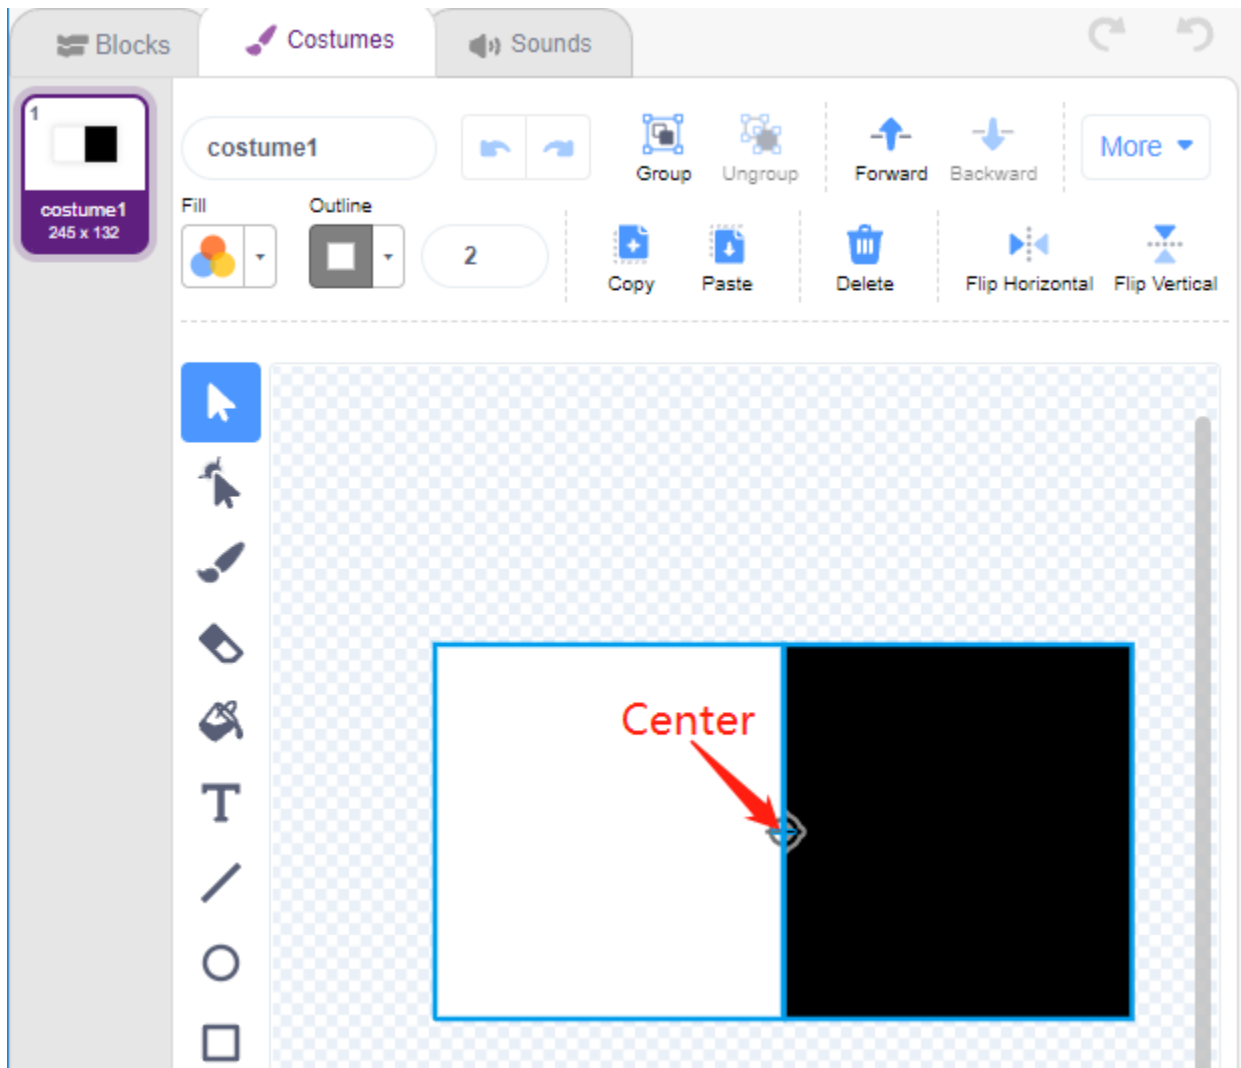 Blocks
Costumes
Sounds
1
costume1
245 x 132
costume1
Group
Ungroup
Forward
Backward
More
Fill
Outline
2
Copy
Paste
Delete
Flip Horizontal
Flip Vertical
T
Center